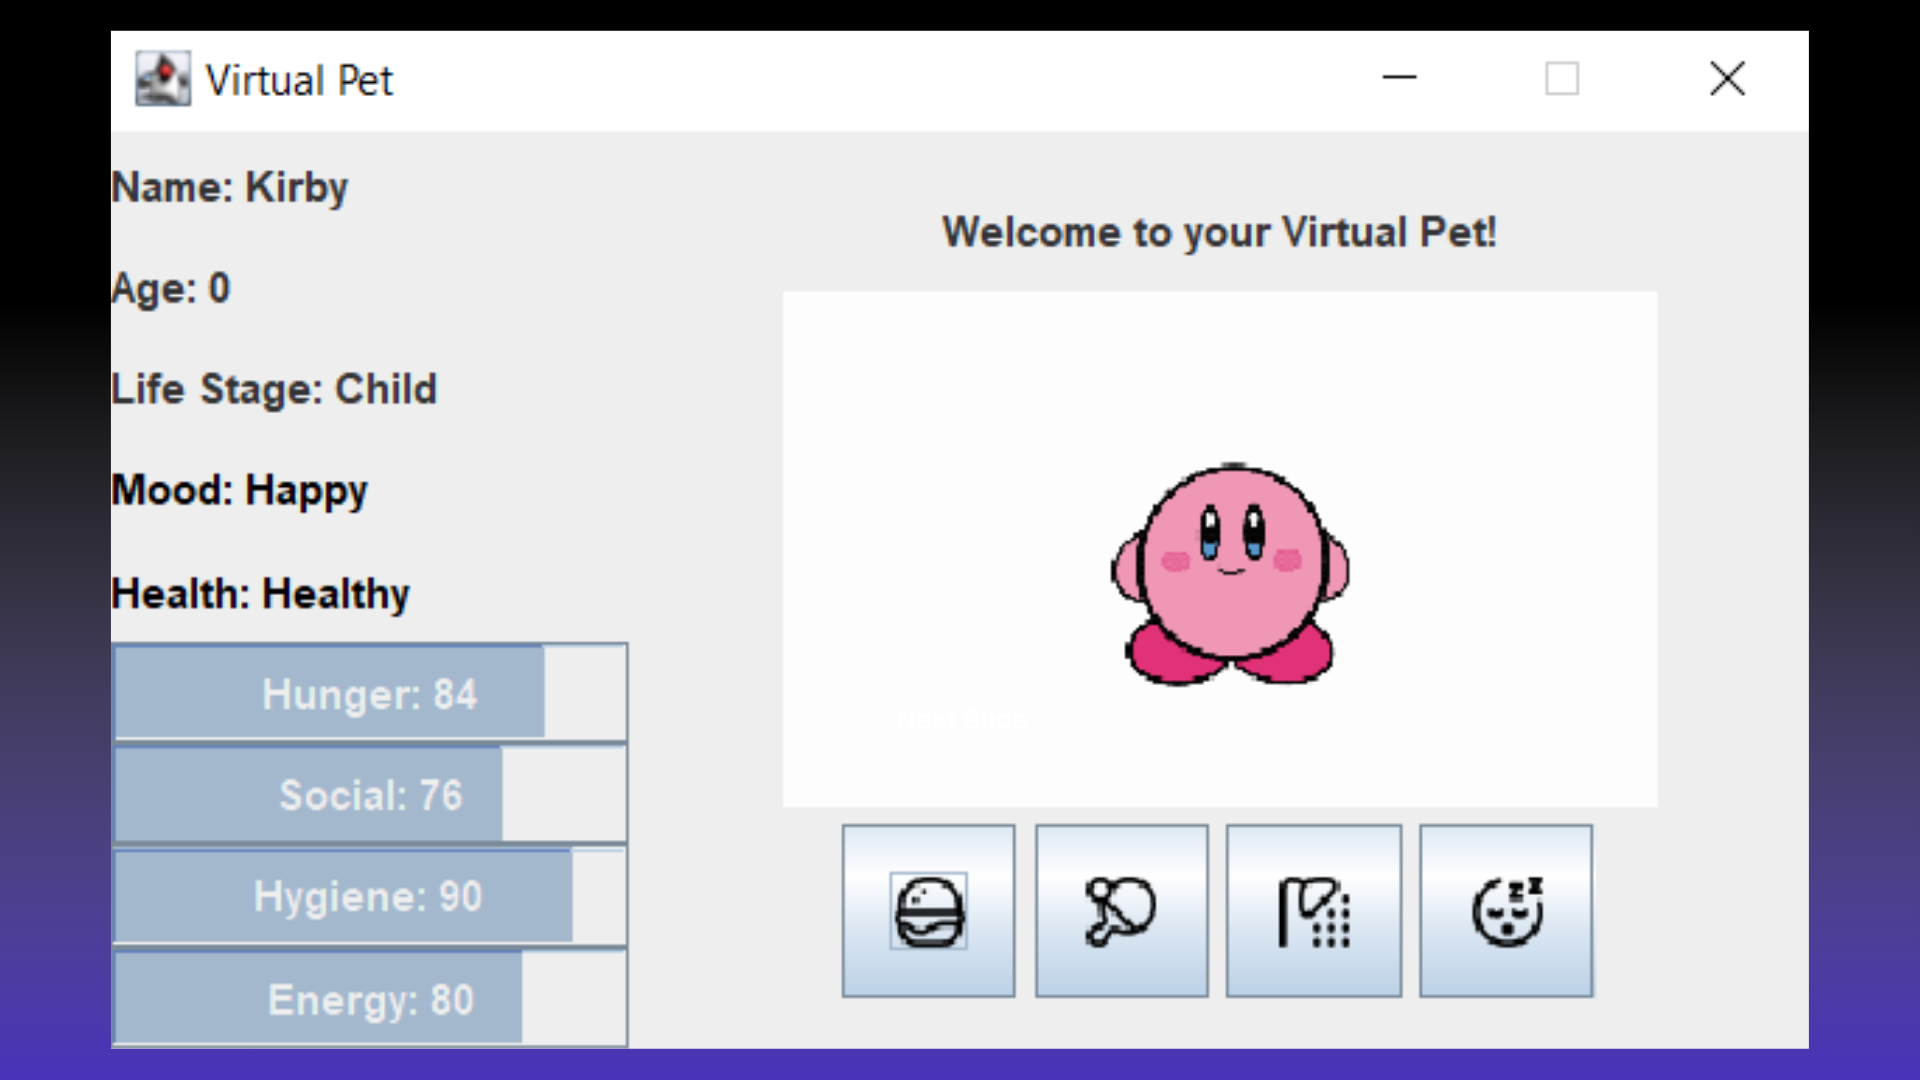 Virtual Pet
Name: Kirby
Age: 0
Life Stage: Child
Mood: Happy
Health: Healthy
Hunger: 84
Social: 76
Hygiene: 90
Energy: 80
Welcome to your Virtual Pet!